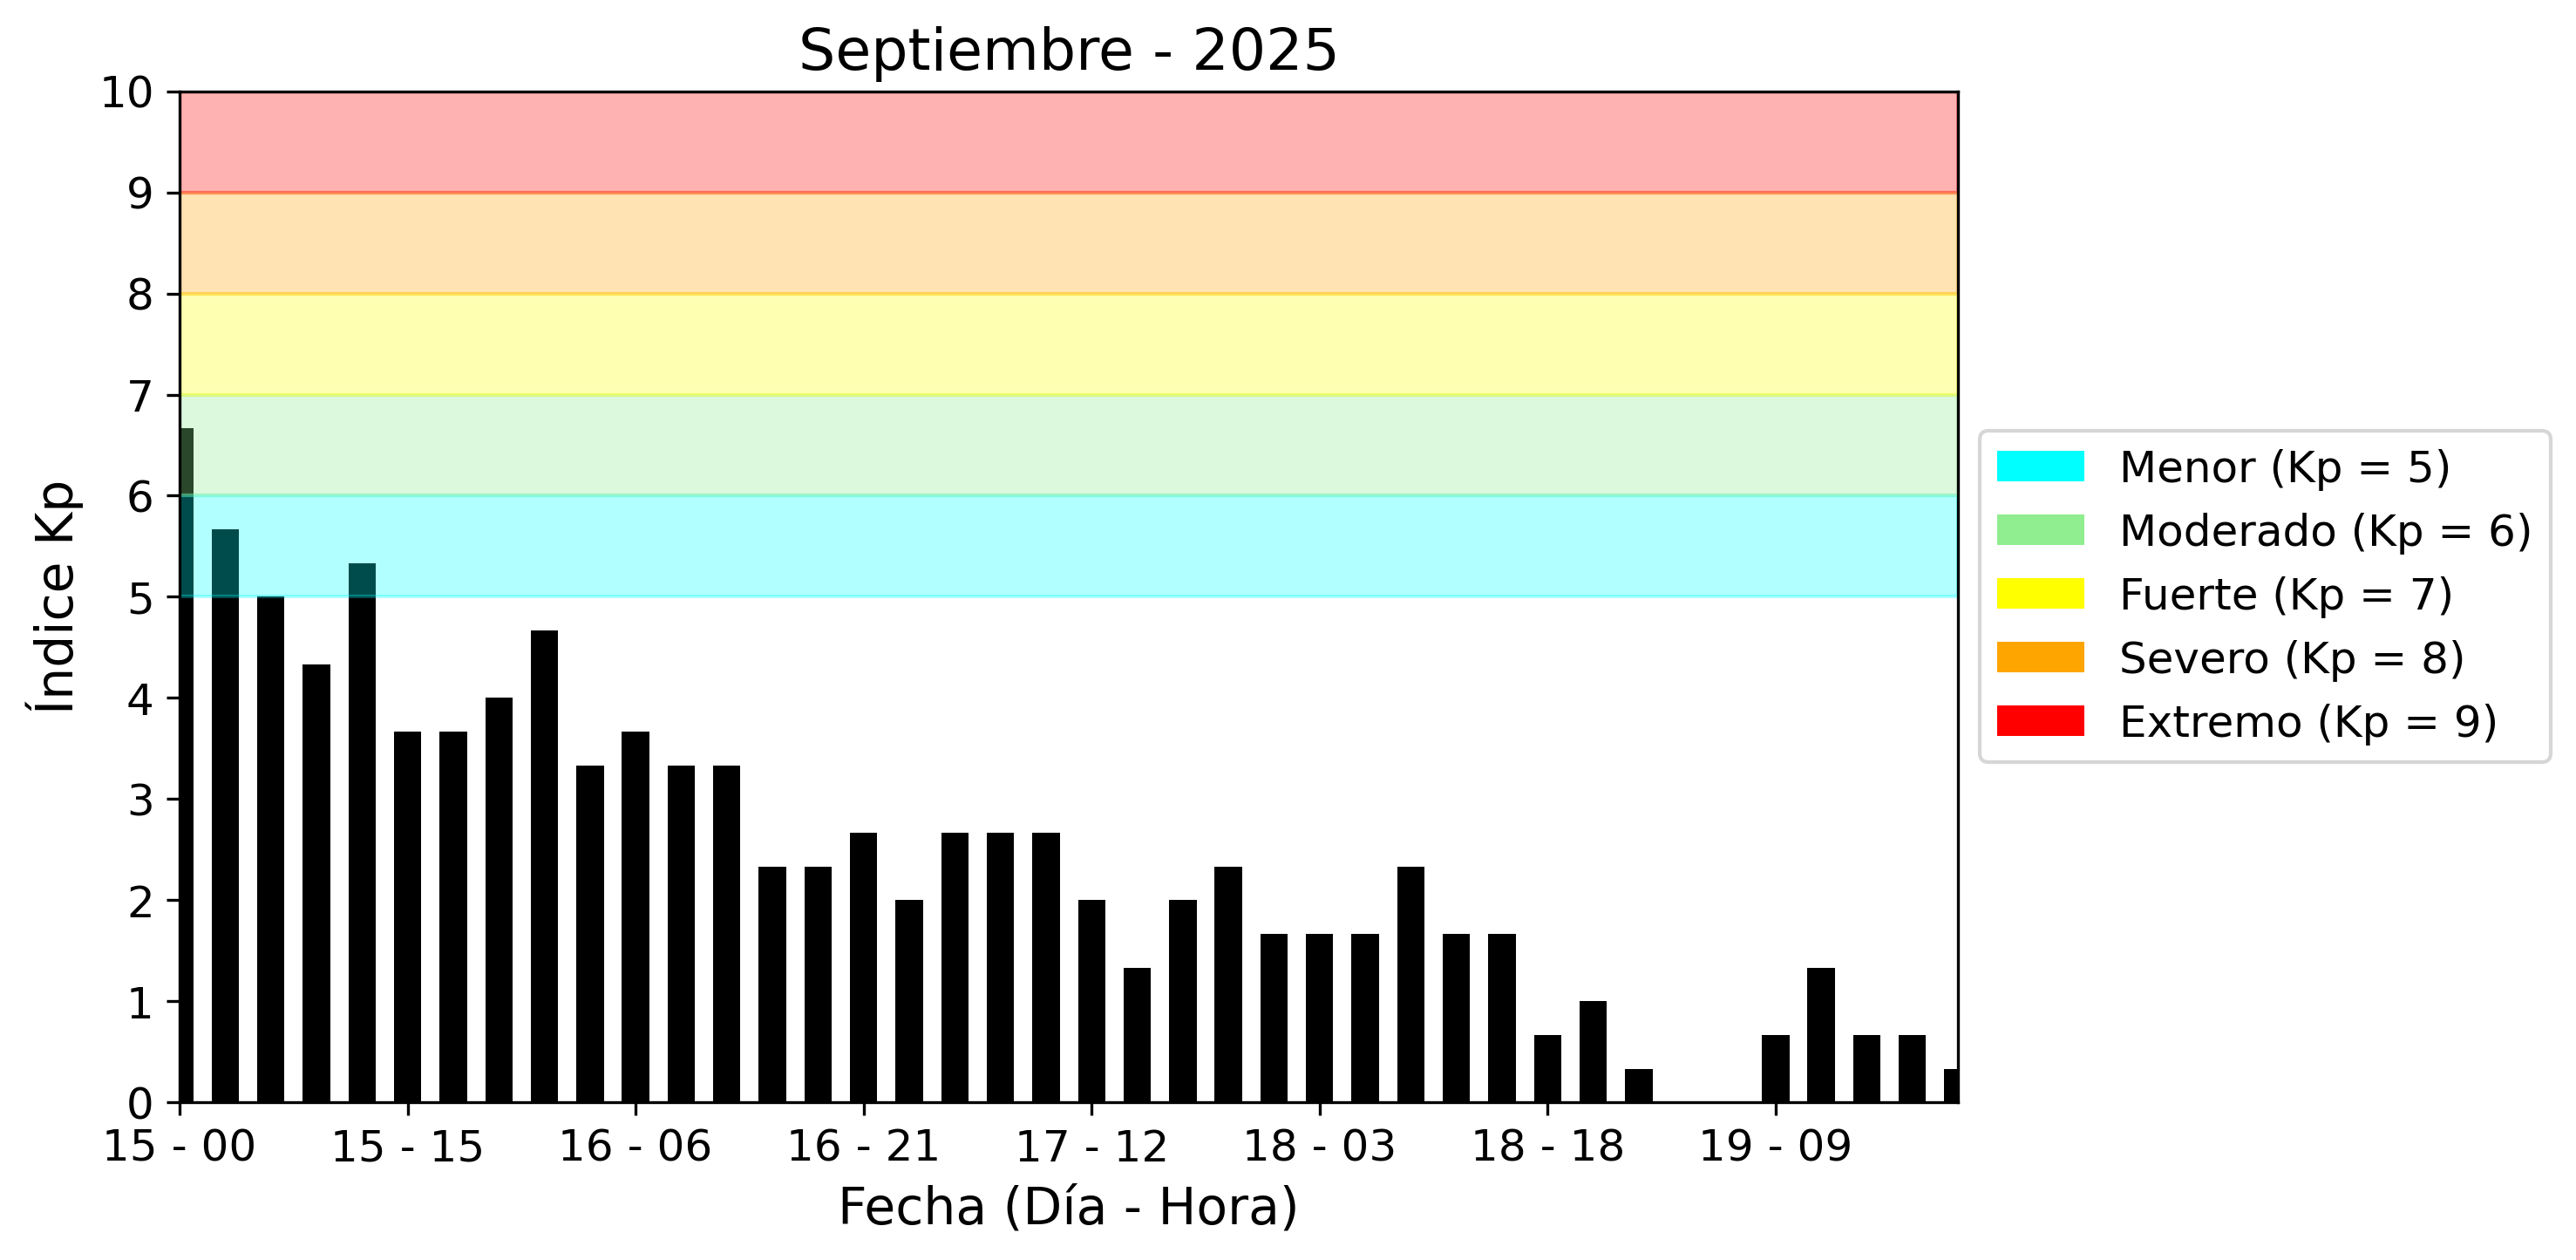 Septiembre - 2025
10
9
8
7
6
5
4
3
2
1
0
Índice Kp
15 - 00
15 - 15
16 - 06
16 - 21
17 - 12
18 - 03
18 - 18
19 - 09
Fecha (Día - Hora)
Menor (Kp = 5)
Moderado (Kp = 6)
Fuerte (Kp = 7)
Severo (Kp = 8)
Extremo (Kp = 9)